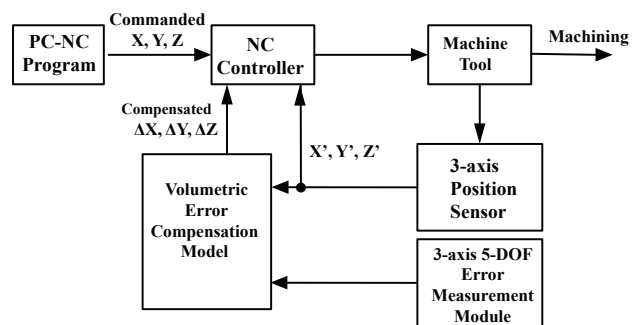 PC-NC
Program
Commanded
X, Y, Z
NC
Controller
Machine
Tool
Machining
Compensated
ΔX, ΔY, ΔZ
X’, Y’, Z’
Volumetric
Error
Compensation
Model
3-axis
Position
Sensor
3-axis 5-DOF
Error
Measurement
Module